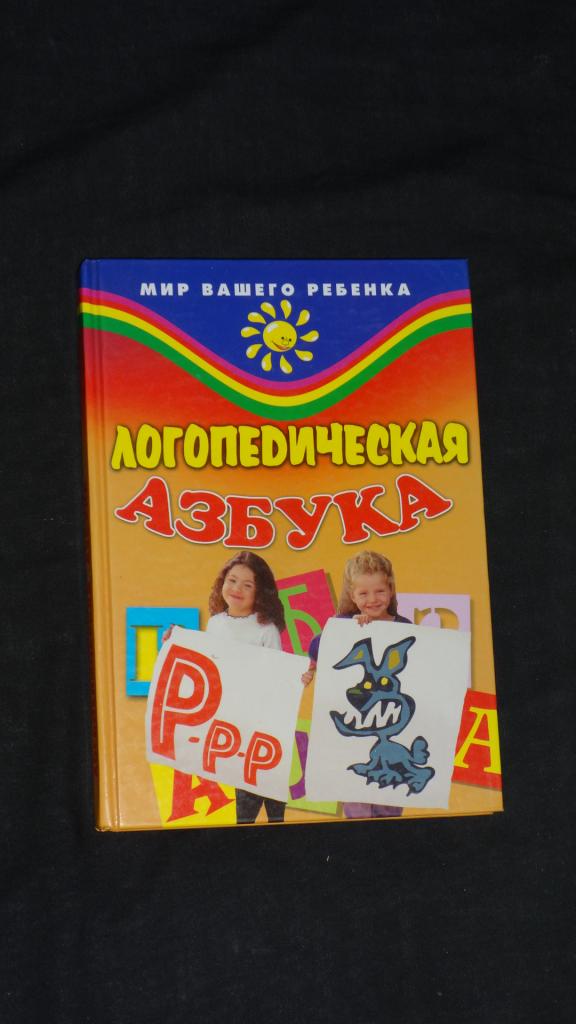 МИР ВАШЕГО РЕБЕНКА
ЛОГОПЕДИЧЕСКАЯ
АЗБУКА
Б
Р-Р-Р
А
А